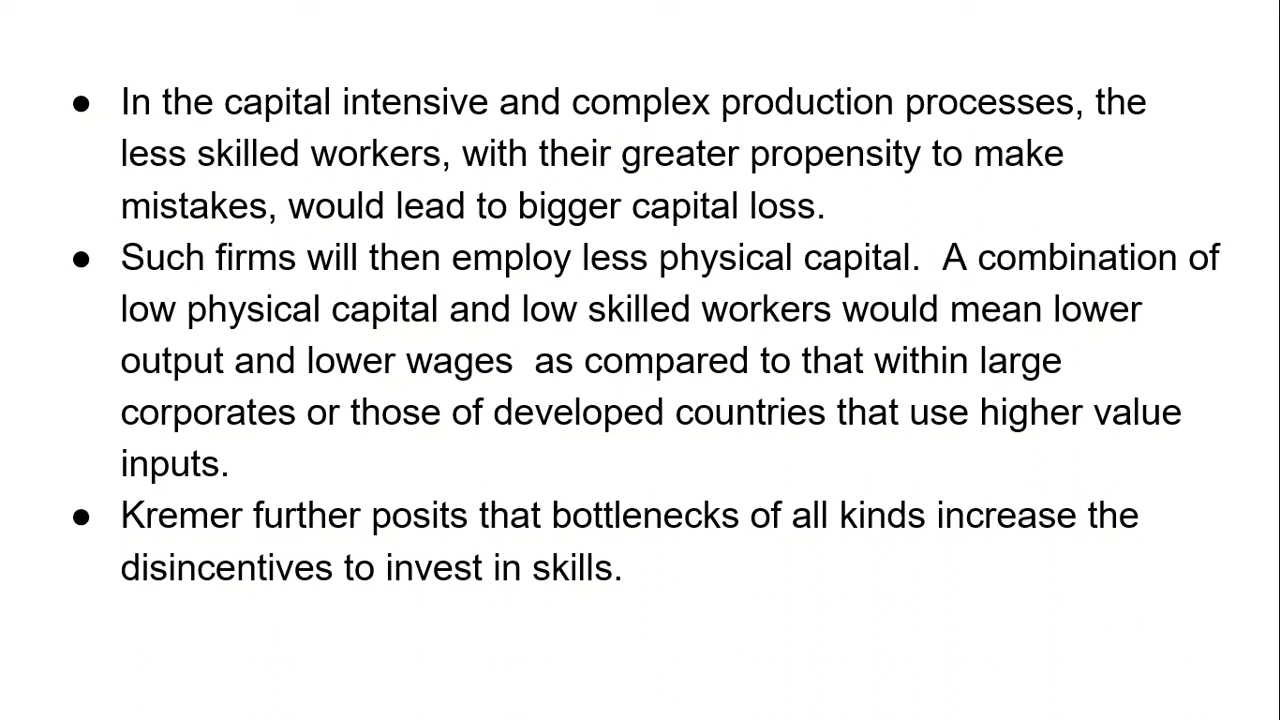 ● In the capital intensive and complex production processes, the
less skilled workers, with their greater propensity to make
mistakes, would lead to bigger capital loss.
● Such firms will then employ less physical capital.  A combination of
low physical capital and low skilled workers would mean lower
output and lower wages  as compared to that within large
corporates or those of developed countries that use higher value
inputs.
● Kremer further posits that bottlenecks of all kinds increase the
disincentives to invest in skills.